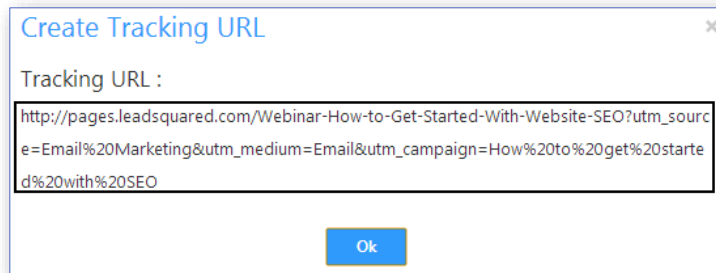 Create Tracking URL
Tracking URL :
http://pages.leadsquared.com/Webinar-How-to-Get-Started-With-Website-SEO?utm_sourc
e=Email%20Marketing&utm_medium=Email&utm_campaign=How%20to%20get%20starte
d%20with%20SEO
Ok